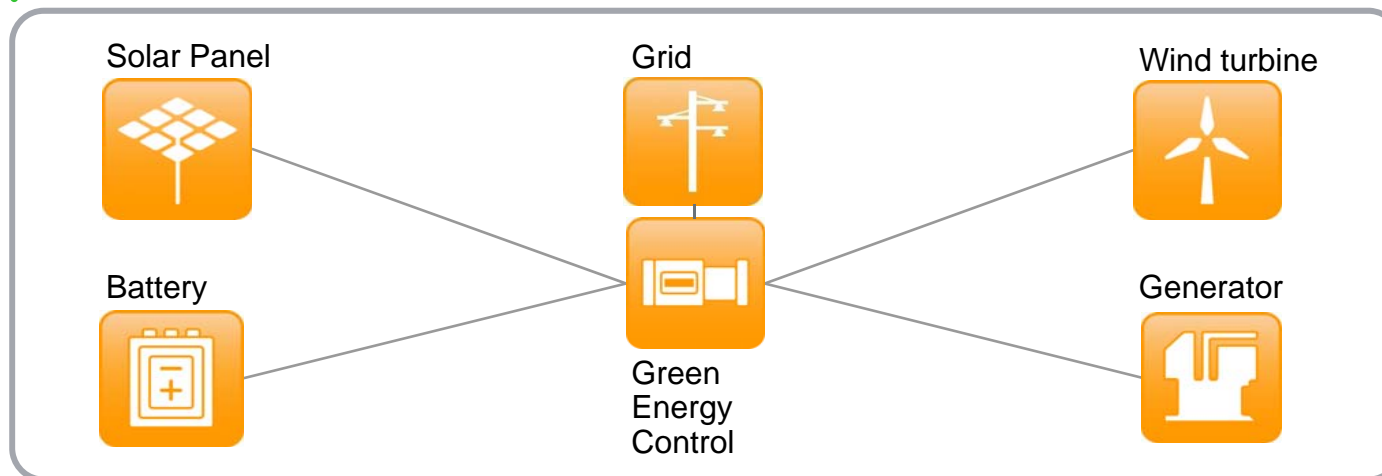 Solar Panel
Grid
Wind turbine
Battery
Generator
Green
Energy
Control